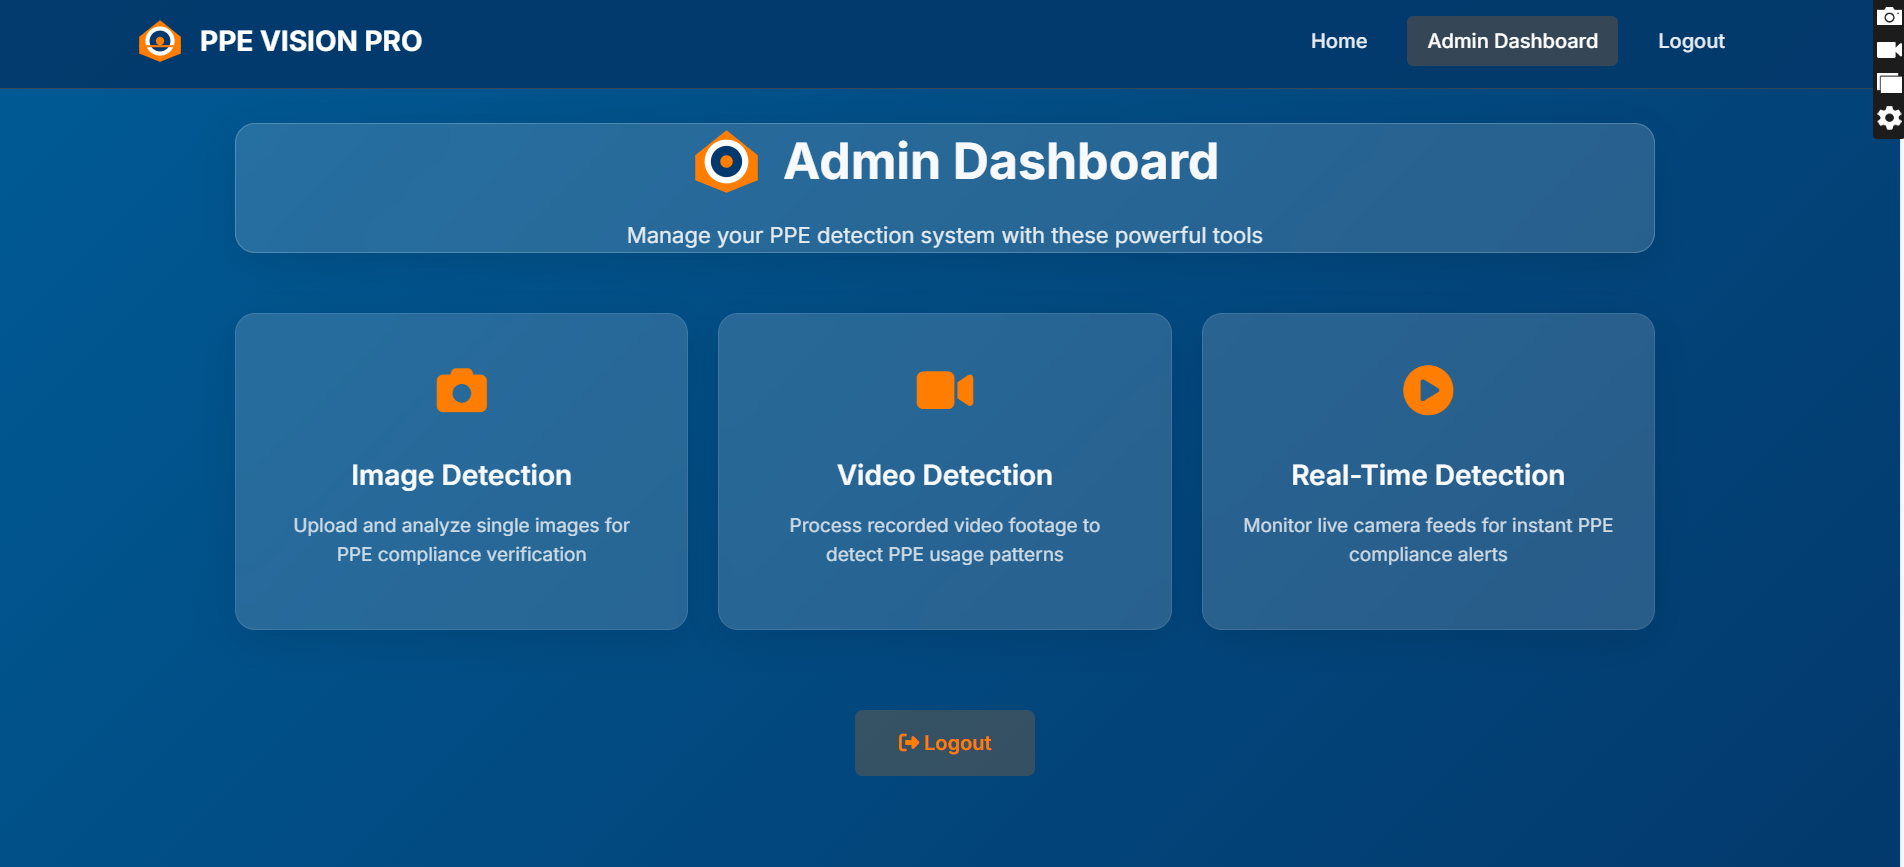 PPE VISION PRO
Home
Admin Dashboard
Logout
Admin Dashboard
Manage your PPE detection system with these powerful tools
Image Detection
Upload and analyze single images for
PPE compliance verification
Video Detection
Process recorded video footage to
detect PPE usage patterns
Real-Time Detection
Monitor live camera feeds for instant PPE
compliance alerts
Logout